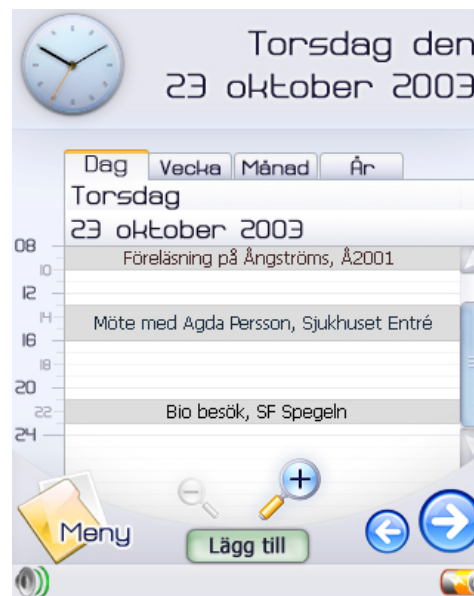 Torsdag den
23 oktober 2003
Dag Vecka Månad År
Torsdag
23 oktober 2003
08
Föreläsning på Ångströms, Å2001
10
12
14
Möte med Agda Persson, Sjukhuset Entré
16
18
20
22 Bio besök, SF Spegeln
24
Meny
Lägg till